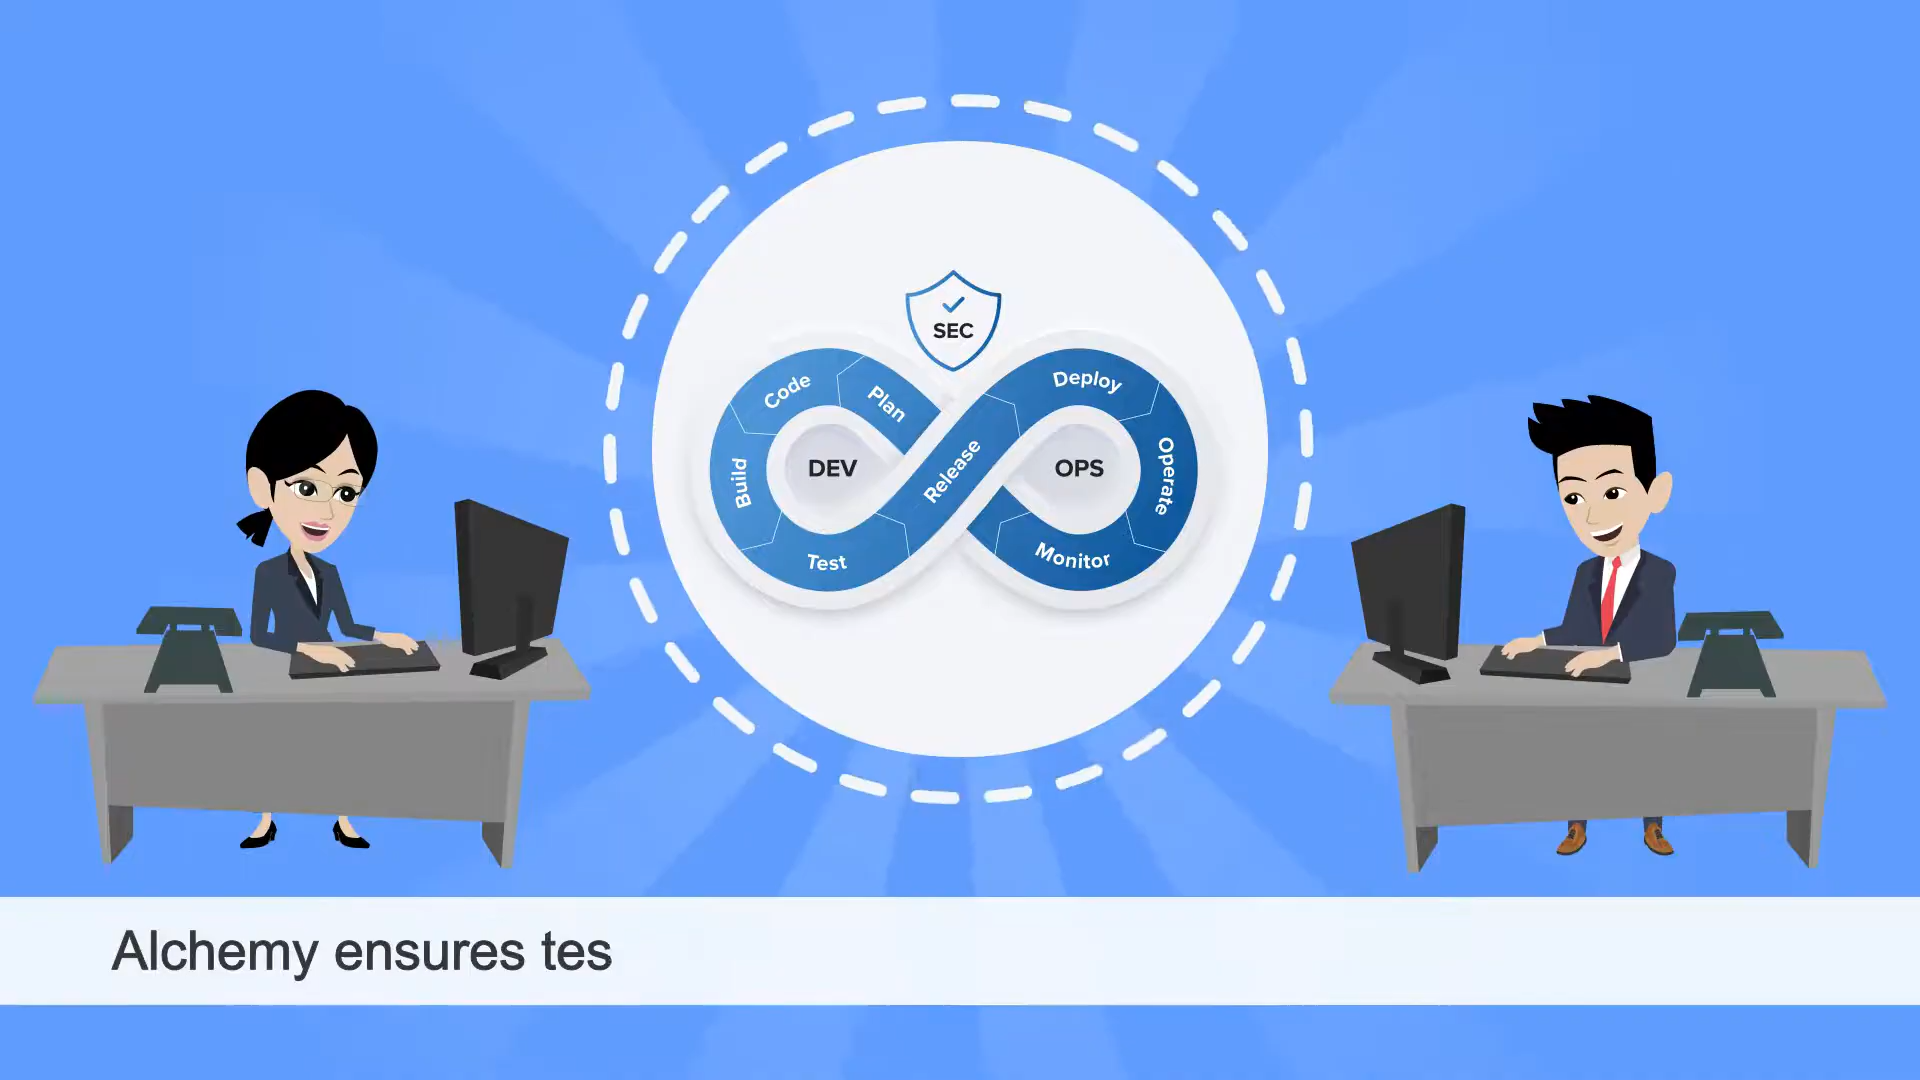 SEC
Code
Plan
Deploy
Build
DEV
Release
OPS
Operate
Test
Monitor
Alchemy ensures tes